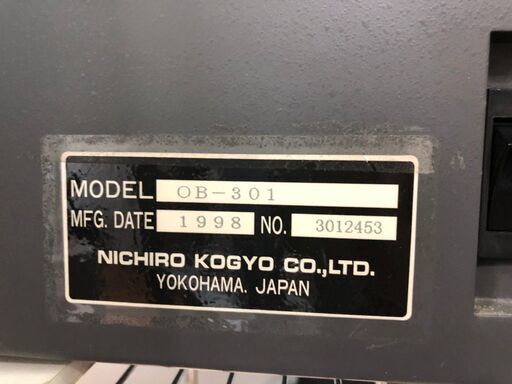 MODEL OB-301
MFG. DATE 1998 NO. 3012453
NICHIRO KOGYO CO.,LTD.
YOKOHAMA. JAPAN